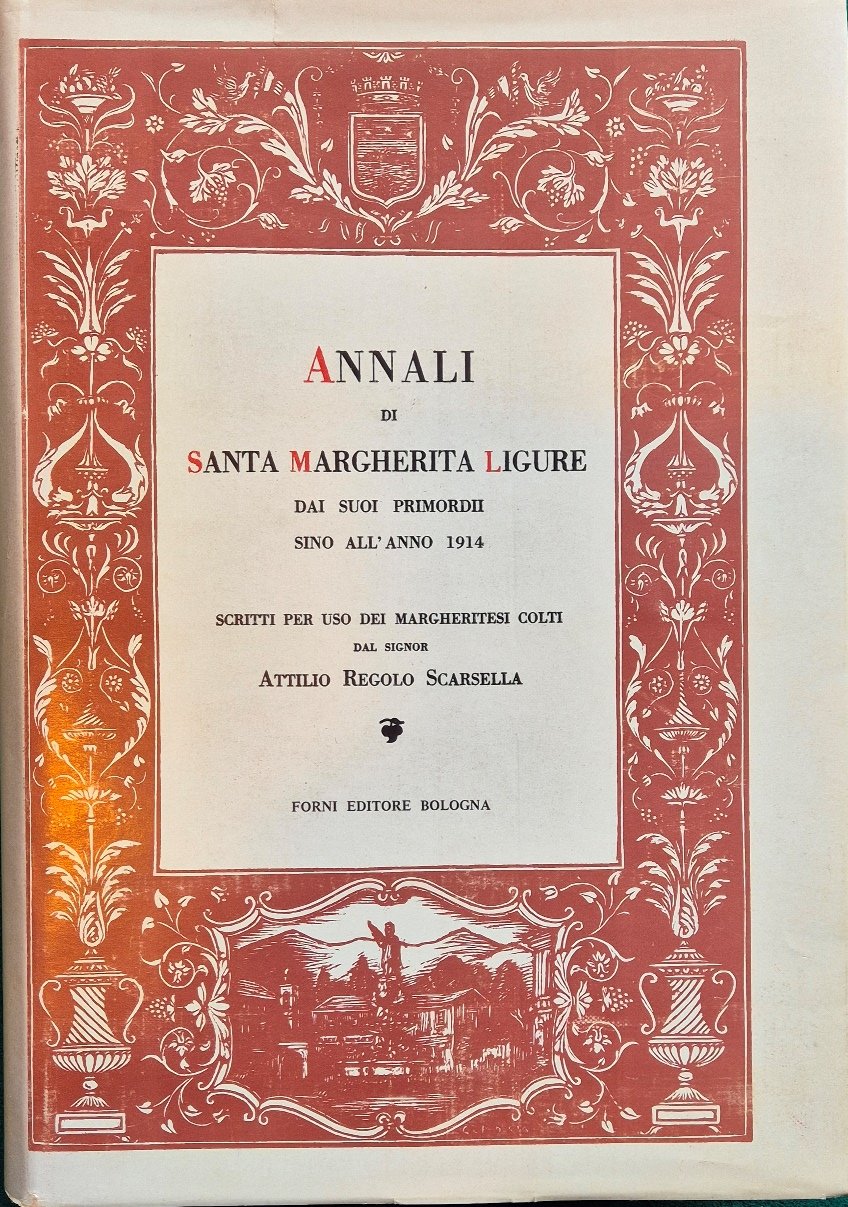 ANNALI
DI
SANTA MARGHERITA LIGURE
DAI SUOI PRIMORDII
SINO ALL'ANNO 1914
SCRITTI PER USO DEI MARGHERITESI COLTI
DAL SIGNOR
ATTILIO REGOLO SCARSELLA
FORNI EDITORE BOLOGNA